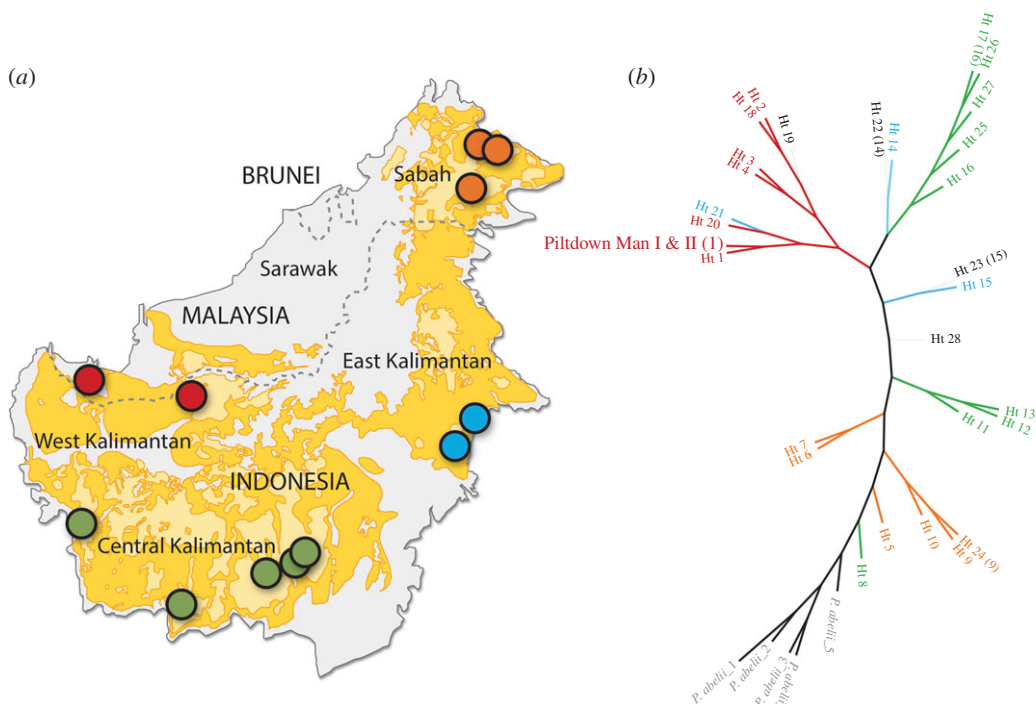 (a)
BRUNEI
Sabah
Sarawak
MALAYSIA
East Kalimantan
West Kalimantan
INDONESIA
Central Kalimantan
(b)
Ht 2
Ht 18
Ht 19
Ht 3
Ht 4
Ht 21
Ht 20
Piltdown Man I & II (1)
Ht 1
Ht 22 (14)
Ht 14
Ht 17 (16)
Ht 26
Ht 27
Ht 25
Ht 16
Ht 23 (15)
Ht 15
Ht 28
Ht 13
Ht 12
Ht 11
Ht 7
Ht 6
Ht 24 (9)
Ht 9
Ht 10
Ht 5
Ht 8
P. abelii_5
P. abelii_1
P. abelii_2
P. abelii_3
P. abelii